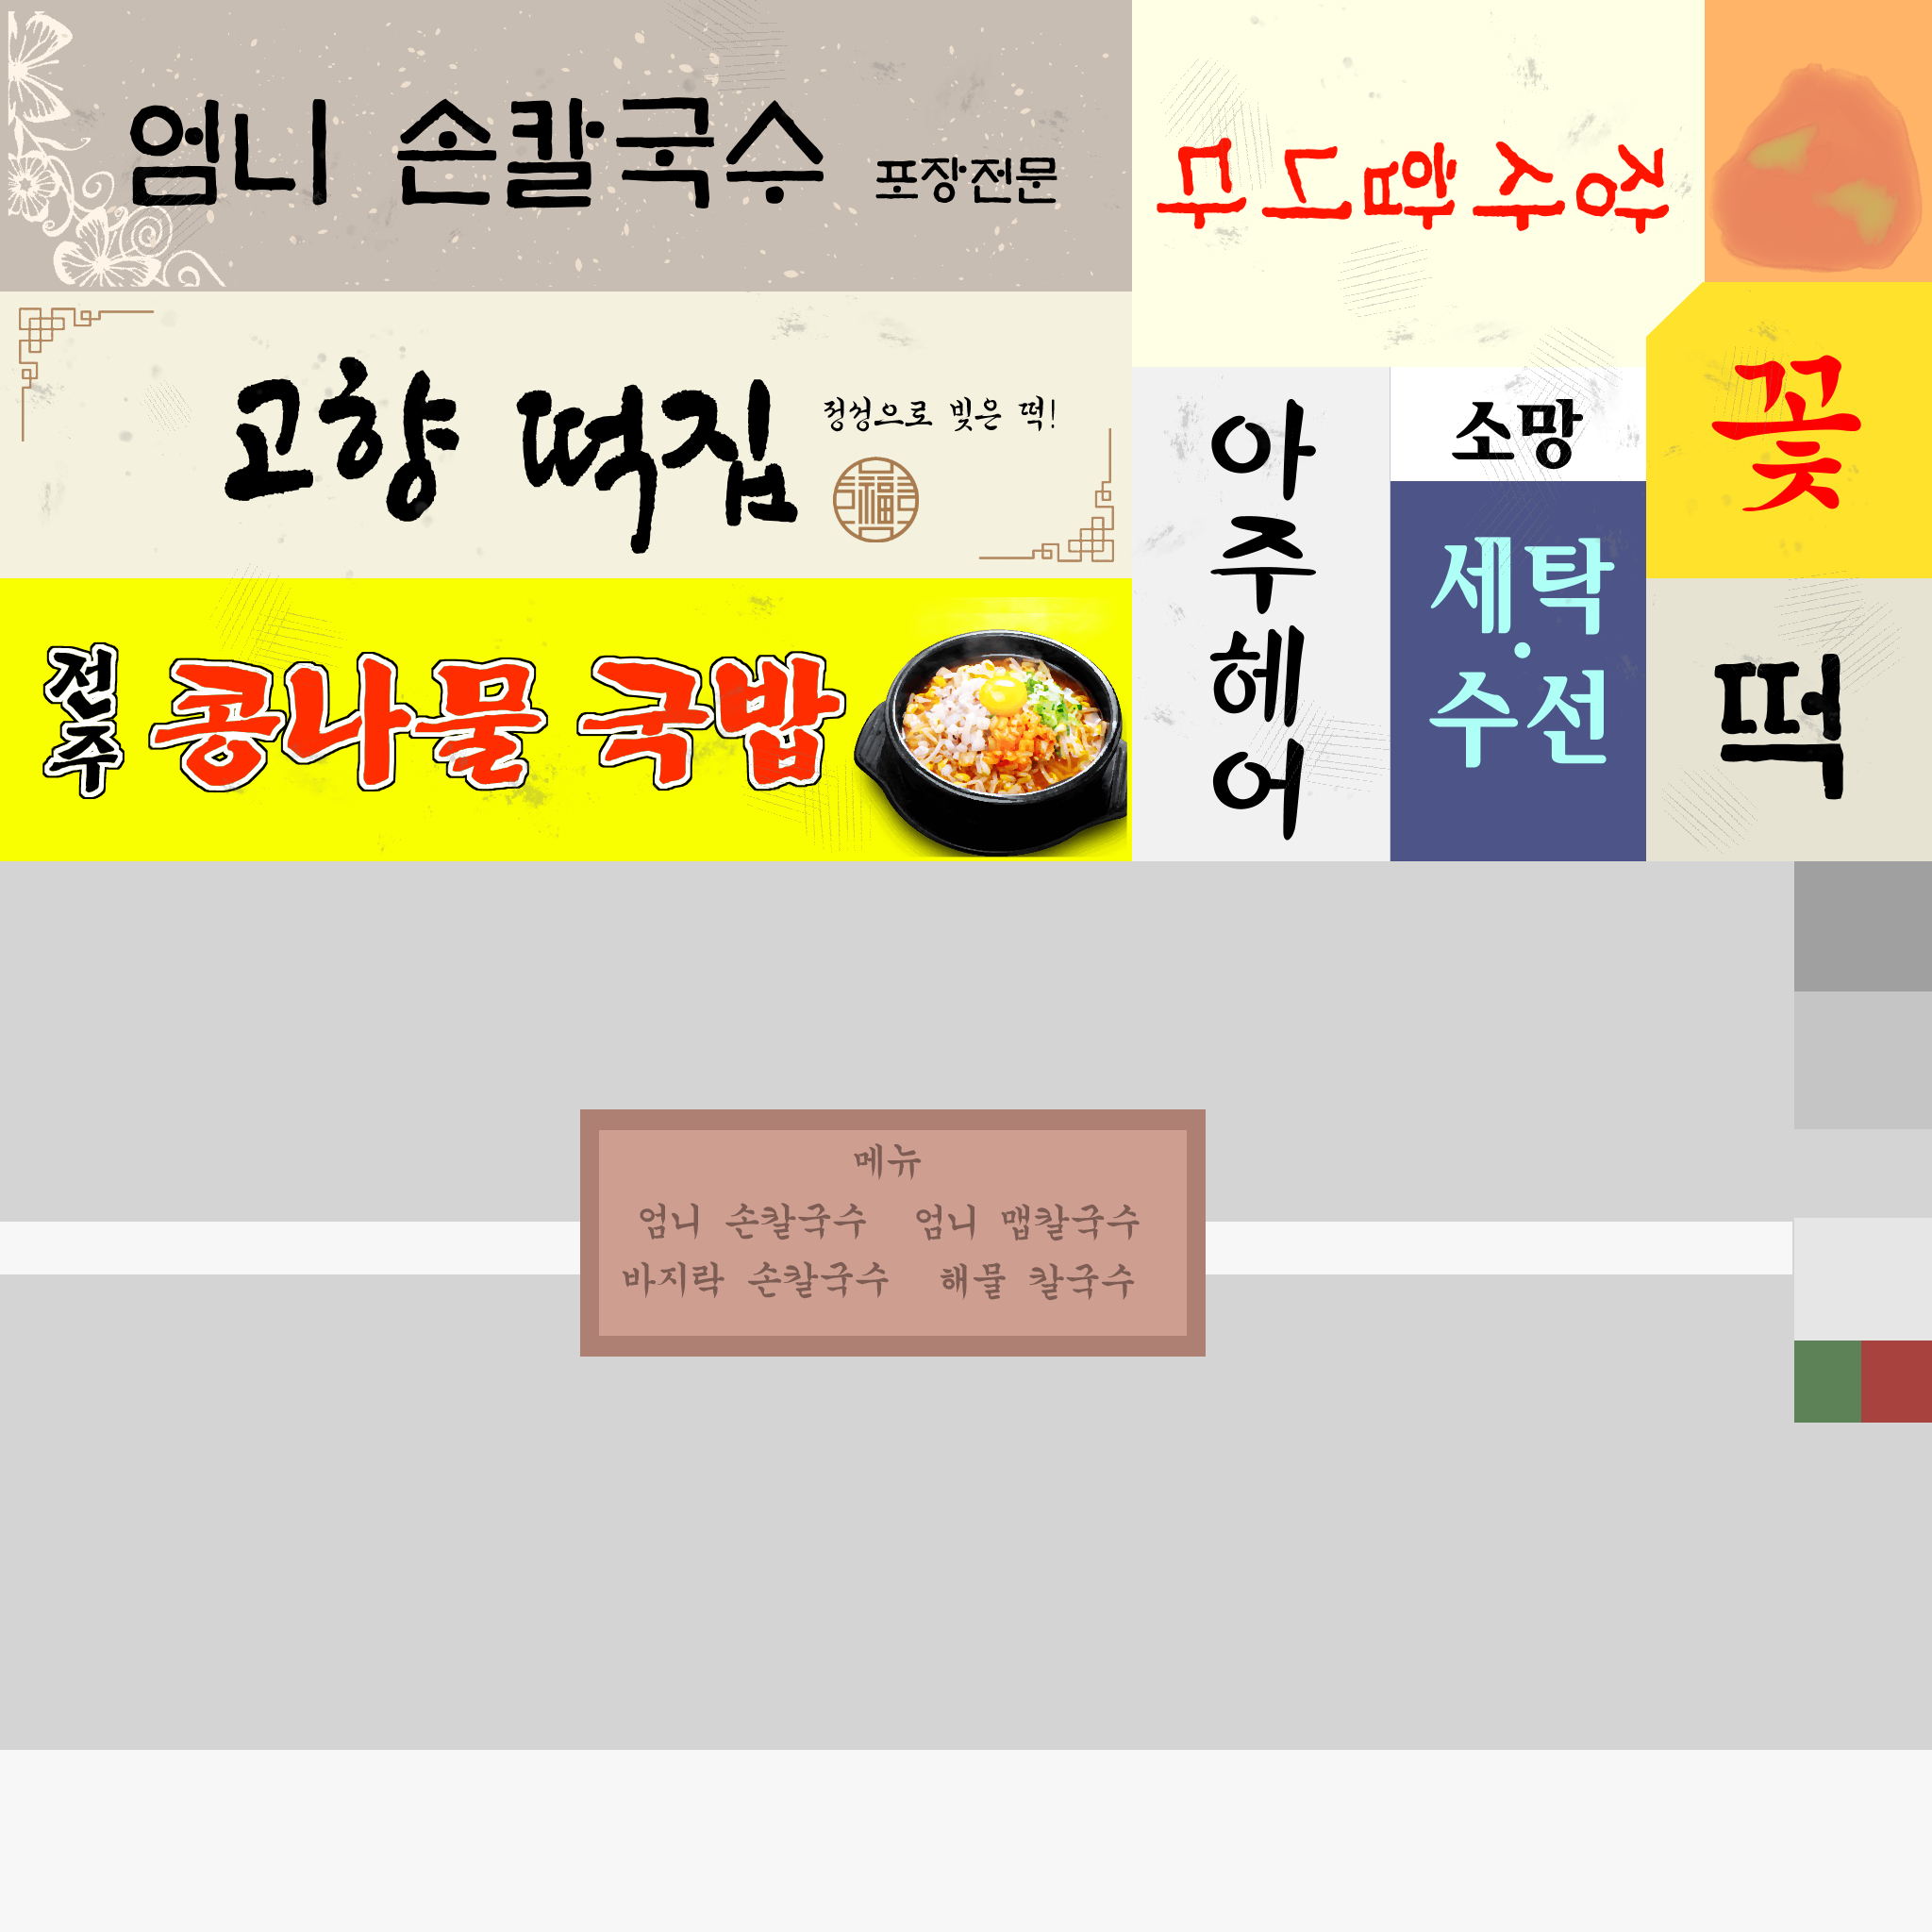 엄니 손칼국수 포장전문
고향 떡집 정성으로 빚은 떡!
福
전주 콩나물 국밥
아주헤어
소망
세탁·
수선
꽃
떡
메뉴
엄니 손칼국수 엄니 맵칼국수
바지락 손칼국수 해물 칼국수